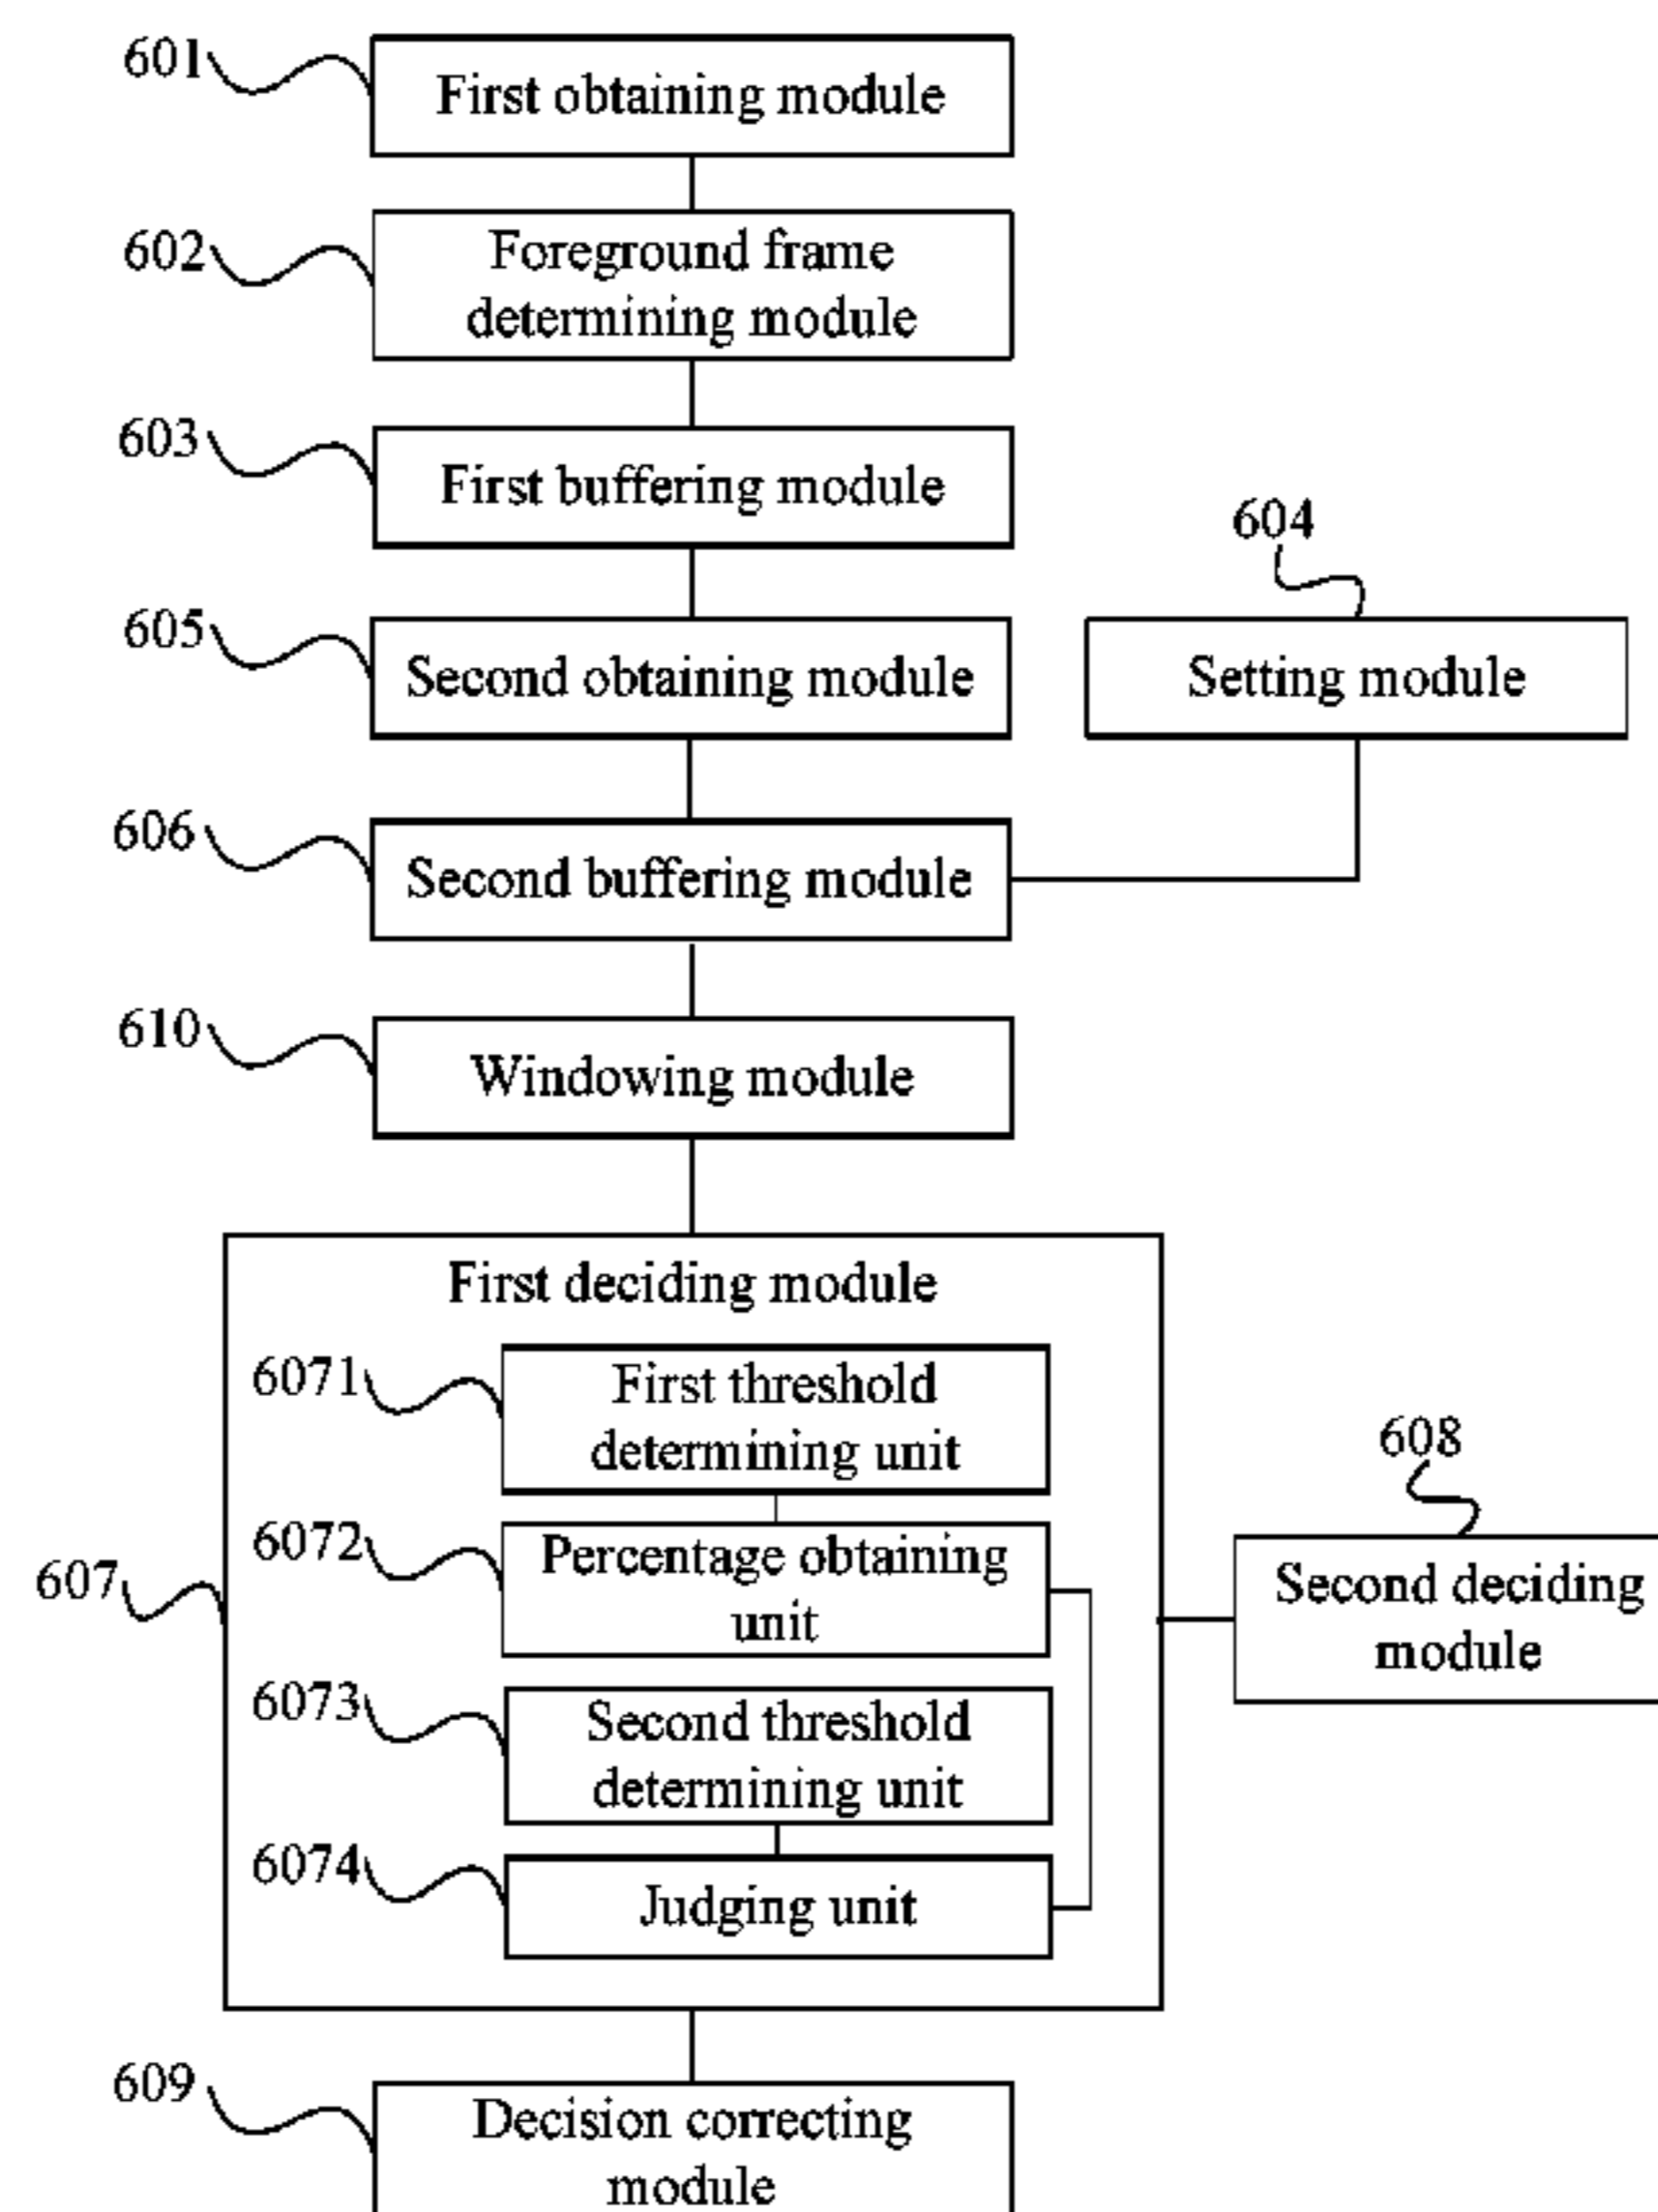 601
First obtaining module
602
Foreground frame
determining module
603
First buffering module
604
605
Second obtaining module
Setting module
606
Second buffering module
610
Windowing module
First deciding module
6071
First threshold
determining unit
608
6072
Percentage obtaining
unit
607
Second deciding
module
6073
Second threshold
determining unit
6074
Judging unit
609
Decision correcting
module